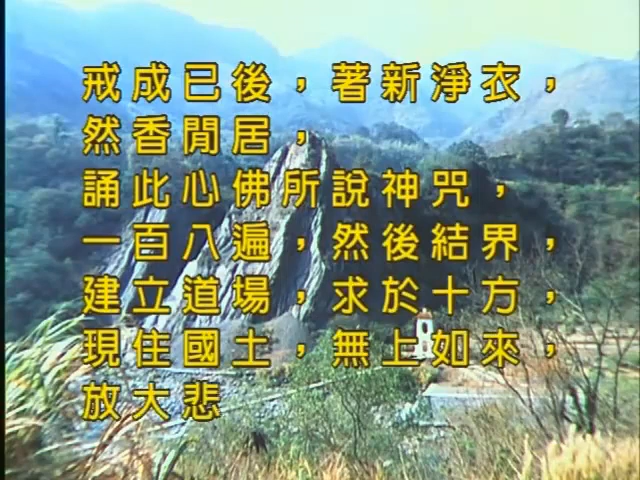 戒成已後，著新淨衣，
然香閒居，
誦此心佛所說神咒，
一百八遍，然後結界，
建立道場，求於十方，
現住國土，無上如來，
放大悲